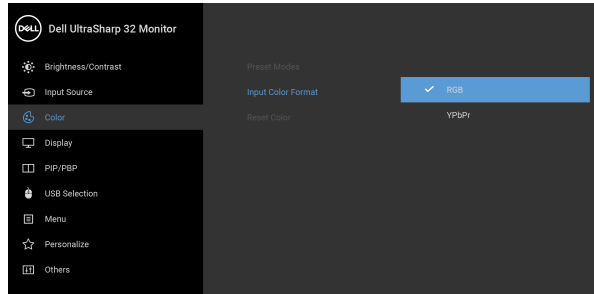 DELL
Dell UltraSharp 32 Monitor
Brightness/Contrast
Input Source
Color
Display
PIP/PBP
USB Selection
Menu
Personalize
Others
Preset Modes
Input Color Format
Reset Color
RGB
YPbPr